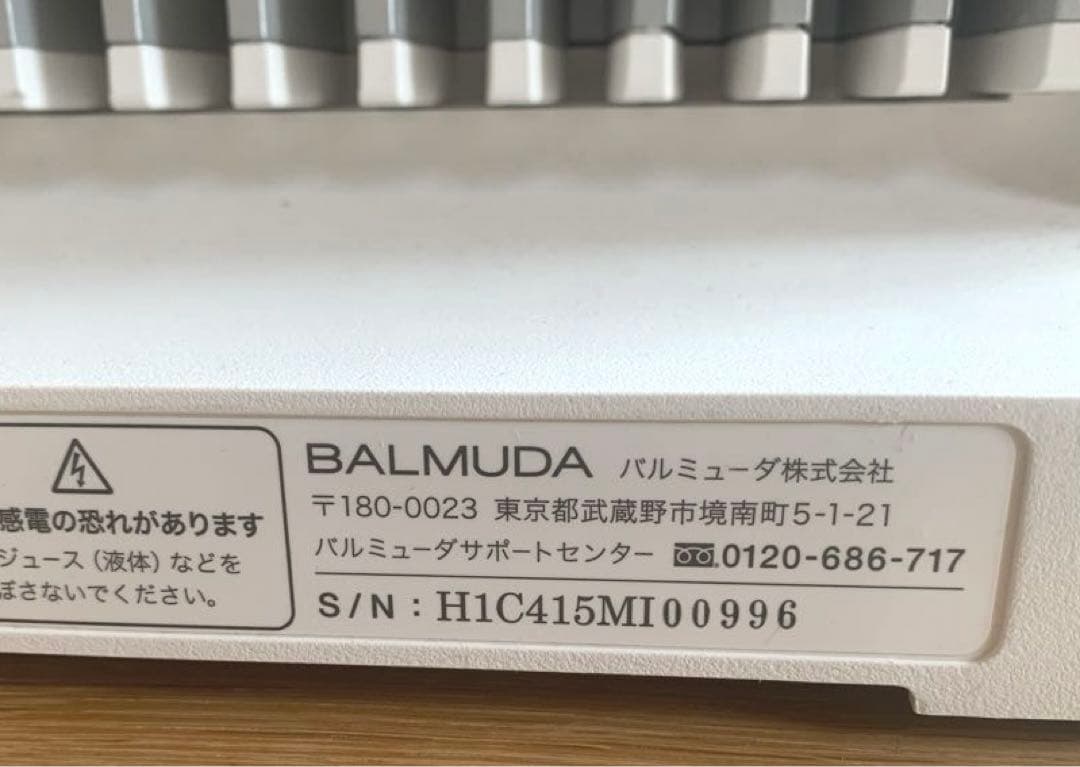 感電の恐れがあります
ジュース（液体）などを
ぼさないでください。
BALMUDA バルミューダ株式会社
〒180-0023 東京都武蔵野市境南町5-1-21
バルミューダサポートセンター 0120-686-717
S/N：H1C415MI00996